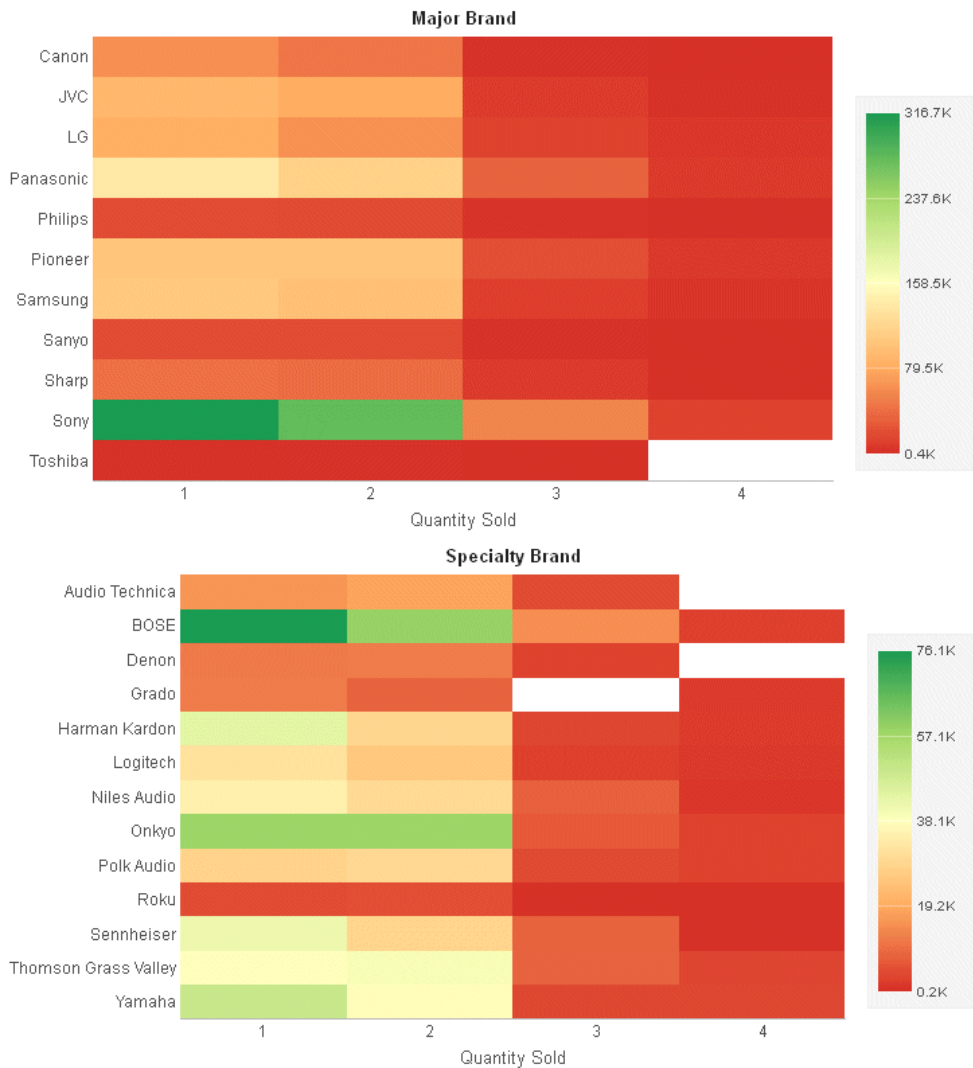 Major Brand
Canon
JVC
LG
Panasonic
Philips
Pioneer
Samsung
Sanyo
Sharp
Sony
Toshiba
1 2 3 4
Quantity Sold
316.7K
237.6K
158.5K
79.5K
0.4K
Specialty Brand
Audio Technica
BOSE
Denon
Grado
Harman Kardon
Logitech
Niles Audio
Onkyo
Polk Audio
Roku
Sennheiser
Thomson Grass Valley
Yamaha
1 2 3 4
Quantity Sold
76.1K
57.1K
38.1K
19.2K
0.2K